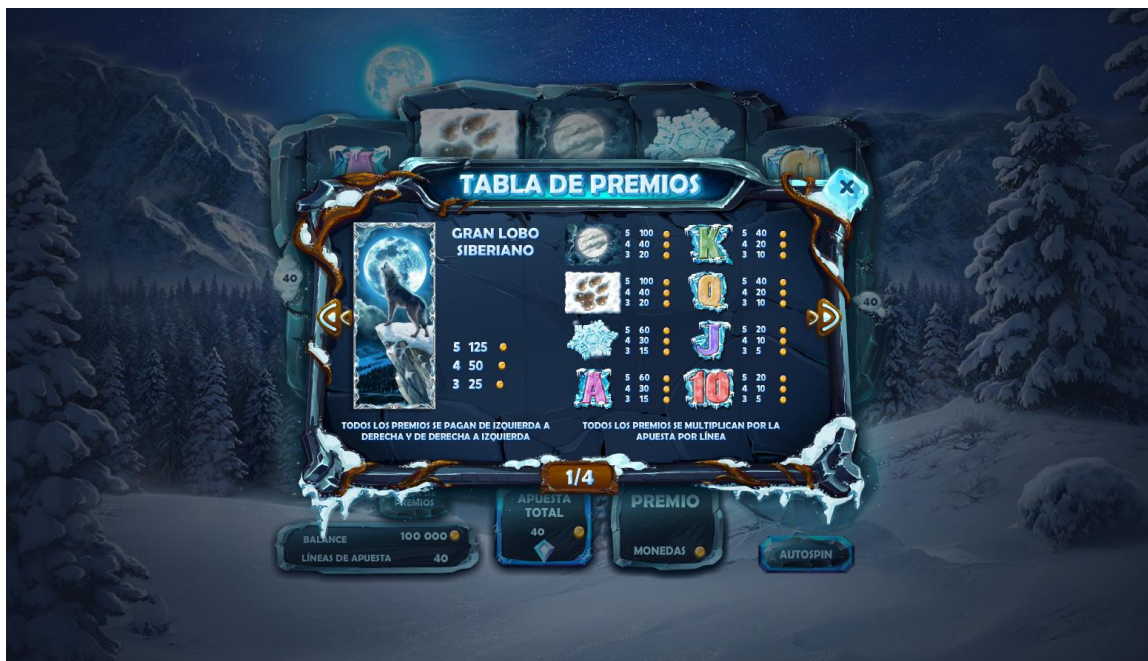 TABLA DE PREMIOS
X
GRAN LOBO
SIBERIANO
5 125
4 50
3 25
5 100
4 40
3 20
K
5 40
4 20
3 10
5 100
4 40
3 20
Q
5 40
4 20
3 10
5 60
4 30
3 15
J
5 20
4 10
3 5
A
5 60
4 30
3 15
10
5 20
4 10
3 5
40
40
TODOS LOS PREMIOS SE PAGAN DE IZQUIERDA A
DERECHA Y DE DERECHA A IZQUIERDA
TODOS LOS PREMIOS SE MULTIPLICAN POR LA
APUESTA POR LÍNEA
1/4
PREMIOS
BALANCE 100 000
LÍNEAS DE APUESTA 40
APUESTA
TOTAL
40
PREMIO
MONEDAS
AUTOSPIN